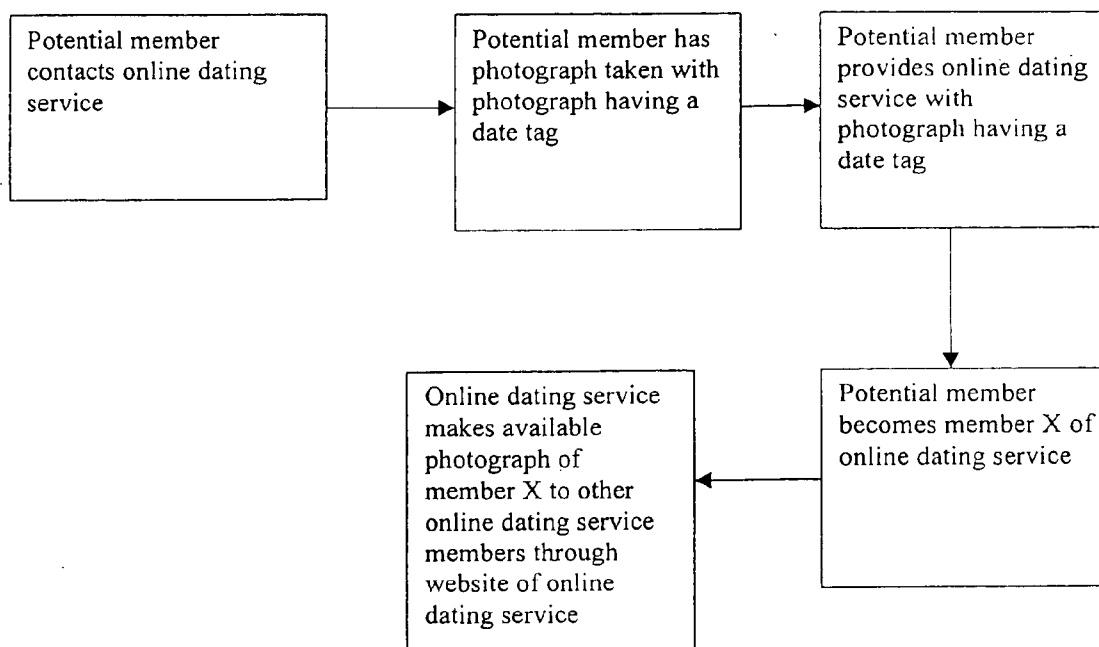 Potential member
contacts online dating
service
Potential member has
photograph taken with
photograph having a
date tag
Potential member
provides online dating
service with
photograph having a
date tag
Potential member
becomes member X of
online dating service
Online dating service
makes available
photograph of
member X to other
online dating service
members through
website of online
dating service